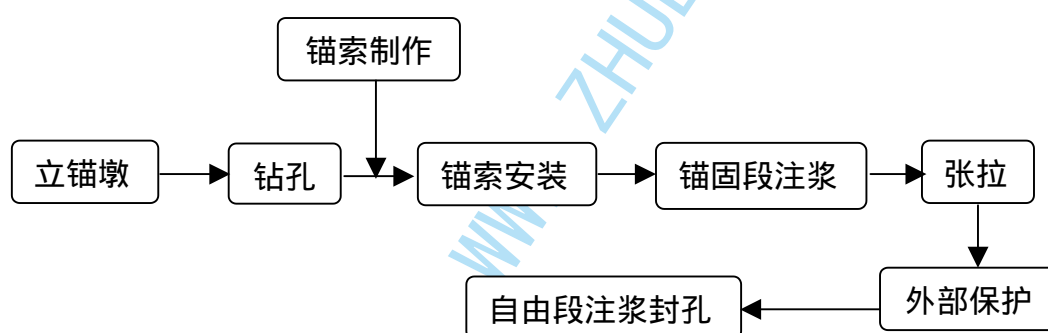 锚索制作
立锚墩
钻孔
锚索安装
锚固段注浆
张拉
外部保护
自由段注浆封孔